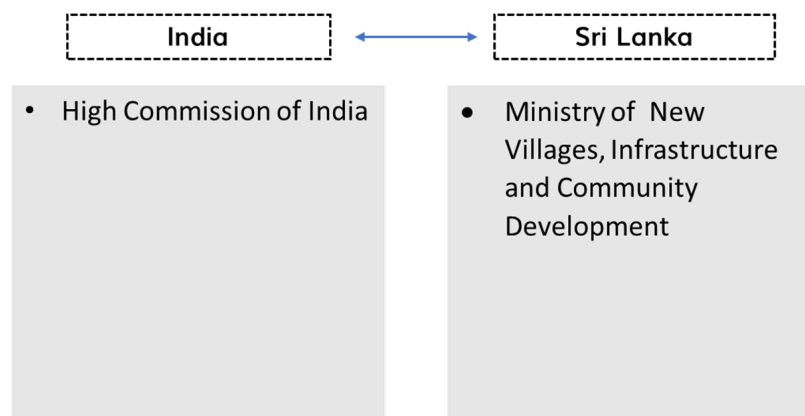 India
Sri Lanka
• High Commission of India
• Ministry of New
Villages, Infrastructure
and Community
Development